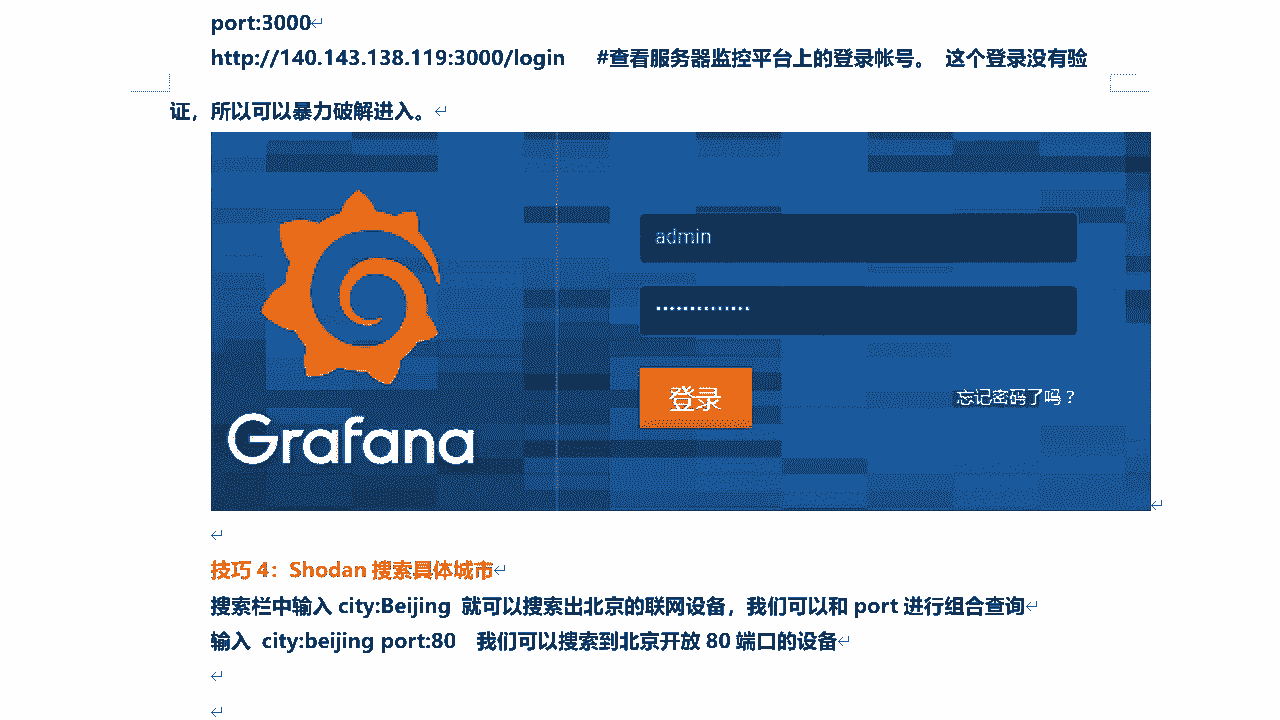 port:3000
http://140.143.138.119:3000/login #查看服务器监控平台上的登录帐号。 这个登录没有验
证，所以可以暴力破解进入。
admin
登录
忘记密码了吗？
Grafana
技巧 4：Shodan 搜索具体城市
搜索栏中输入 city:Beijing 就可以搜索出北京的联网设备，我们可以和 port 进行组合查询
输入 city:beijing port:80 我们可以搜索到北京开放 80 端口的设备